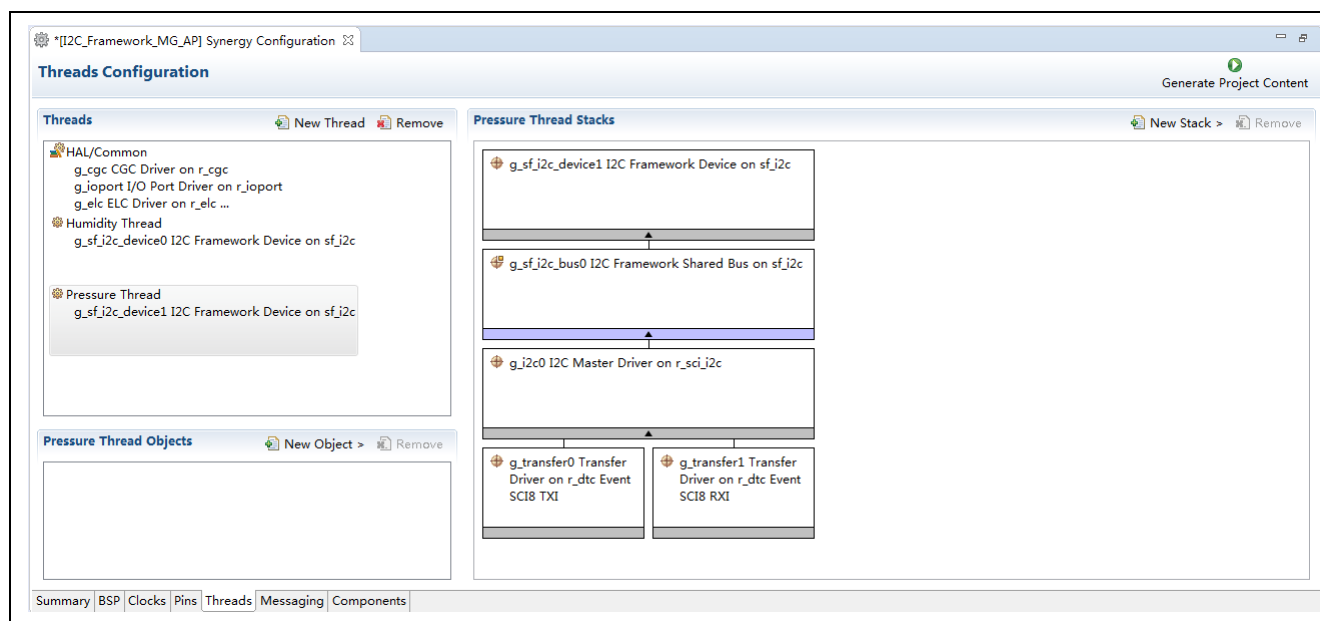 *[I2C_Framework_MG_AP] Synergy Configuration
Threads Configuration
Generate Project Content
Threads
New Thread
Remove
HAL/Common
g_cgc CGC Driver on r_cgc
g_ioport I/O Port Driver on r_ioport
g_elc ELC Driver on r_elc ...
Humidity Thread
g_sf_i2c_device0 I2C Framework Device on sf_i2c
Pressure Thread
g_sf_i2c_device1 I2C Framework Device on sf_i2c
Pressure Thread Objects
New Object >
Remove
Pressure Thread Stacks
New Stack >
Remove
g_sf_i2c_device1 I2C Framework Device on sf_i2c
g_sf_i2c_bus0 I2C Framework Shared Bus on sf_i2c
g_i2c0 I2C Master Driver on r_sci_i2c
g_transfer0 Transfer
Driver on r_dtc Event
SCI8 TXI
g_transfer1 Transfer
Driver on r_dtc Event
SCI8 RXI
Summary BSP Clocks Pins Threads Messaging Components